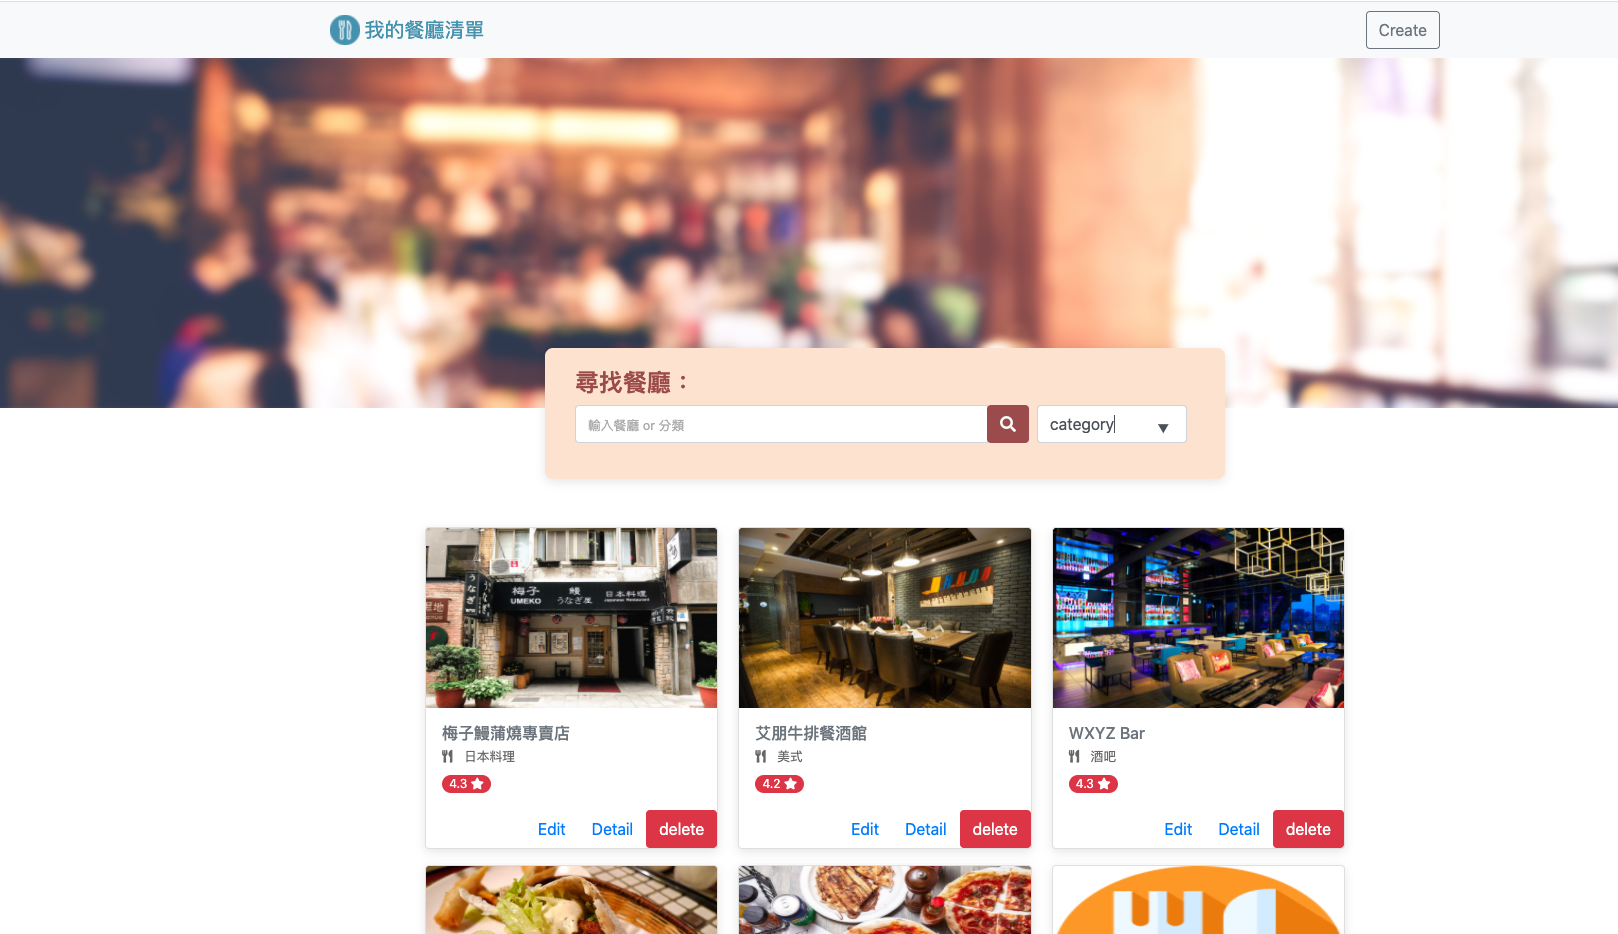 我的餐廳清單
Create
尋找餐廳：
輸入餐廳 or 分類
category
梅子
UMEKO
鰻
うなぎ屋
日本料理
Japanese Restaurant
梅子鰻蒲燒專賣店
日本料理
4.3
Edit
Detail
delete
艾朋牛排餐酒館
美式
4.2
Edit
Detail
delete
WXYZ Bar
酒吧
4.3
Edit
Detail
delete